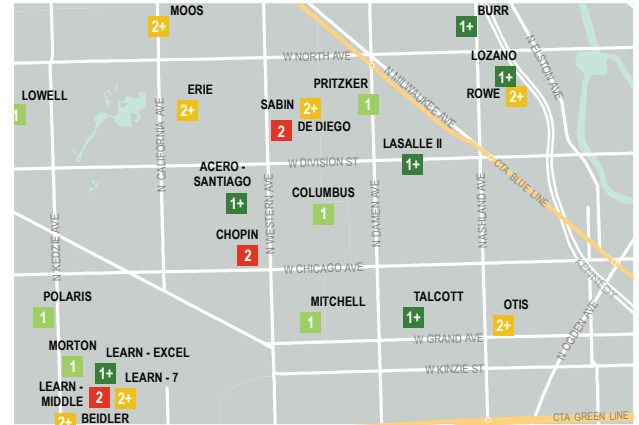 MOOS
2+
BURR
1+
W NORTH AVE
LOZANO
1+
N ELSTON AVE
LOWELL
1
ERIE
2+
SABIN
2+
PRITZKER
1
N MILWAUKEE AVE
ROWE
2+
N CALIFORNIA AVE
2
DE DIEGO
LASALLE II
1+
W DIVISION ST
ACERO -
SANTIAGO
1+
COLUMBUS
1
CTA BLUE LINE
N KEDZIE AVE
N WESTERN AVE
N DAMEN AVE
NASHLAND AVE
CHOPIN
2
W CHICAGO AVE
KENNEDY
POLARIS
1
MITCHELL
1
TALCOTT
1+
OTIS
2+
N OGDEN AVE
W GRAND AVE
MORTON
1
LEARN - EXCEL
1+
W KINZIE ST
LEARN -
MIDDLE
2
LEARN - 7
2+
2+
BEIDLER
CTA GREEN LINE